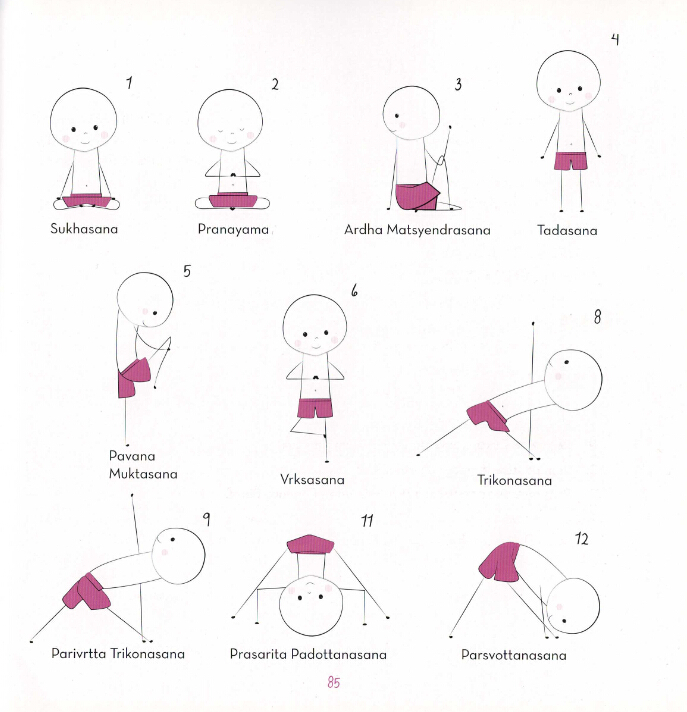 1
2
3
4
Sukhasana
Pranayama
Ardha Matsyendrasana
Tadasana
5
6
8
Pavana
Muktasana
Vrksasana
Trikonasana
9
11
12
Parivrtta Trikonasana
Prasarita Padottanasana
Parsvottanasana
85